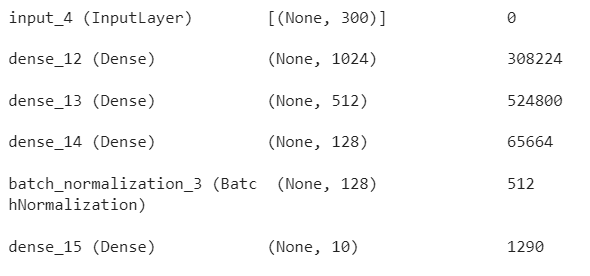 input_4 (InputLayer) [(None, 300)] 0
dense_12 (Dense) (None, 1024) 308224
dense_13 (Dense) (None, 512) 524800
dense_14 (Dense) (None, 128) 65664
batch_normalization_3 (Batc (None, 128) 512
hNormalization)
dense_15 (Dense) (None, 10) 1290